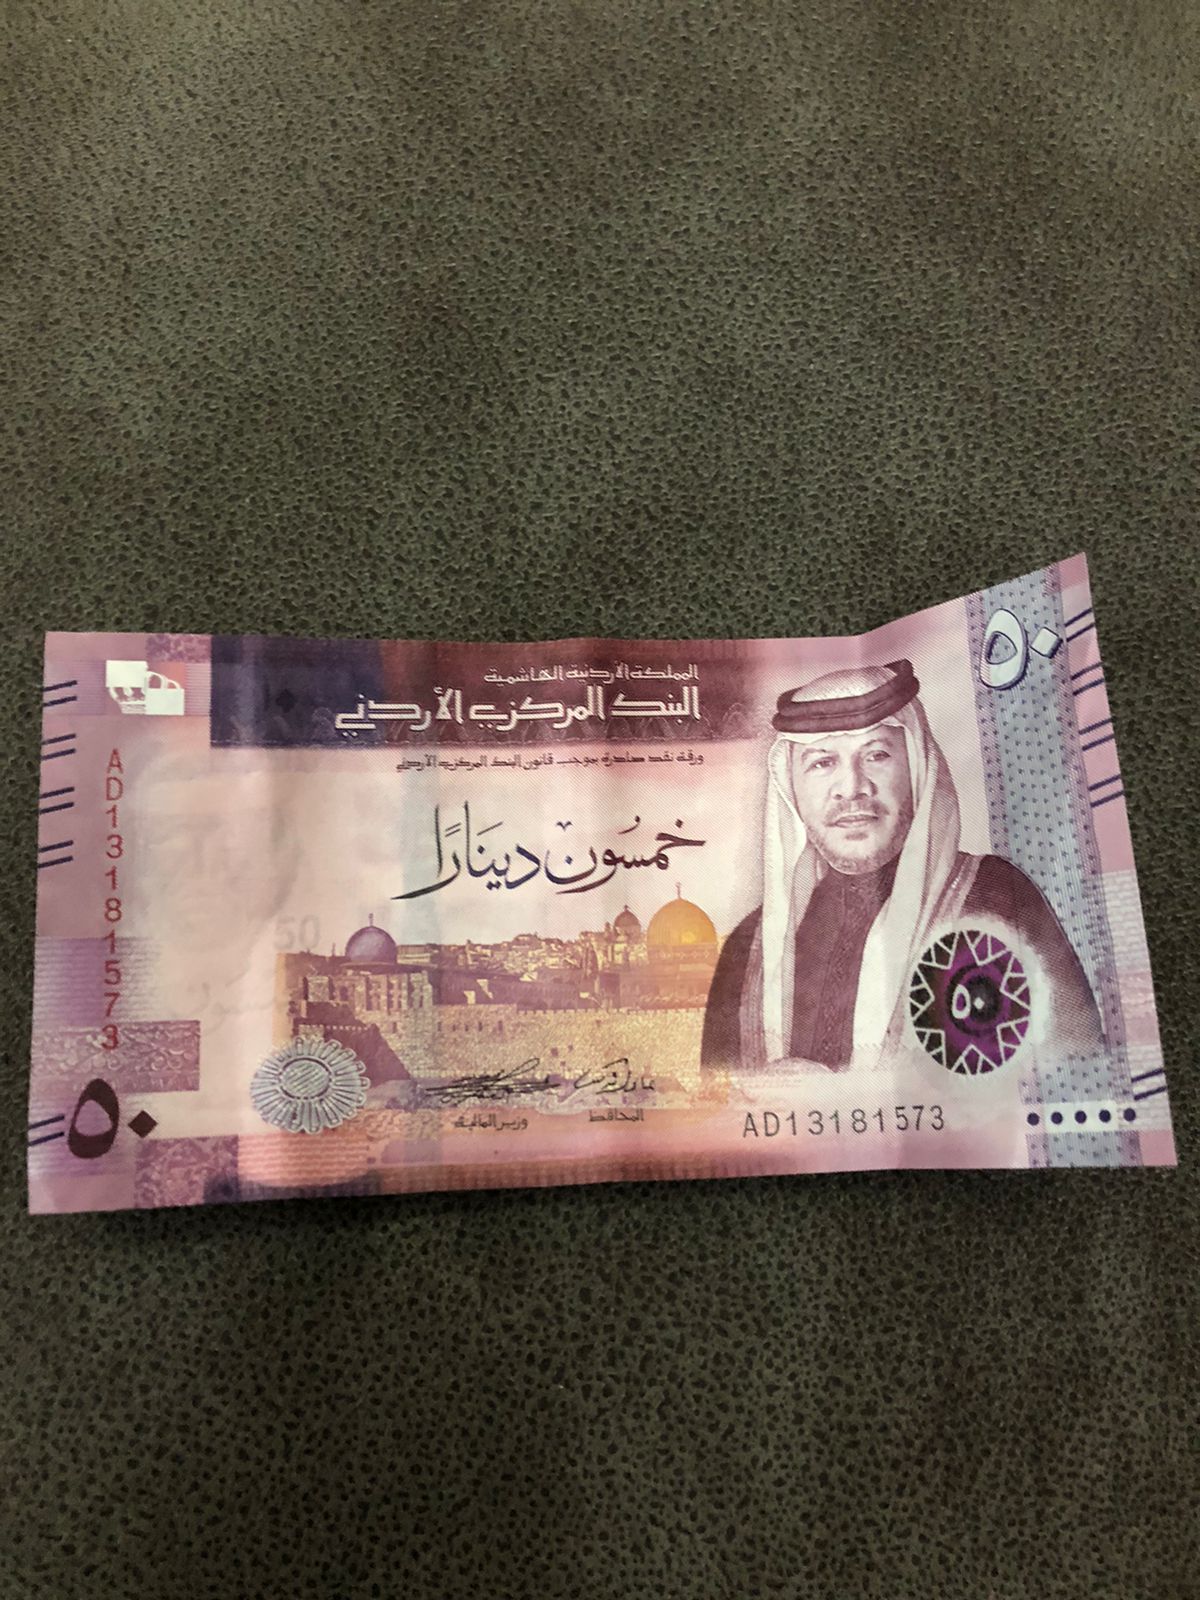 المملكة الأردنية الهاشمية
البنك المركزي الأردني
ورقة نقد صادرة بموجب قانون البنك المركزي الأردني
خمسون دينارًا
٥٠
٥٠
50
AD13181573
المحافظ
وزير المالية
AD13181573
٥٠